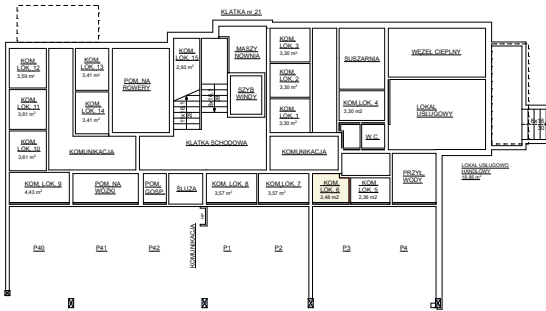 KLATKA nr 21
KOM.
LOK. 12
3,59 m²
KOM.
LOK. 13
3,41 m²
POM. NA
ROWERY
KOM.
LOK. 15
2,93 m²
MASZY
NOWNIA
KOM.
LOK. 3
3,30 m²
SUSZARNIA
WĘZEŁ CIEPLNY
KOM.
LOK. 11
3,61 m²
KOM.
LOK. 14
3,41 m²
SZYB
WINDY
KOM.
LOK. 2
3,30 m²
KOM.
LOK. 1
3,30 m²
KOM.LOK. 4
3,30 m2
LOKAL
USŁUGOWY
KOM.
LOK. 10
3,61 m²
KOMUNIKACJA
KLATKA SCHODOWA
KOMUNIKACJA
W.C.
LOKAL USŁUGOWO
HANDLOWY
18,86 m²
KOM. LOK. 9
4,43 m²
POM. NA
WÓZKI
POM.
GOSP.
ŚLUZA
KOM. LOK. 8
3,57 m²
KOM. LOK. 7
3,57 m²
KOM.
LOK. 6
2,48 m2
KOM.
LOK. 5
2,36 m2
PRZYŁ.
WODY
KOMUNIKACJA
P40
P41
P42
P1
P2
P3
P4